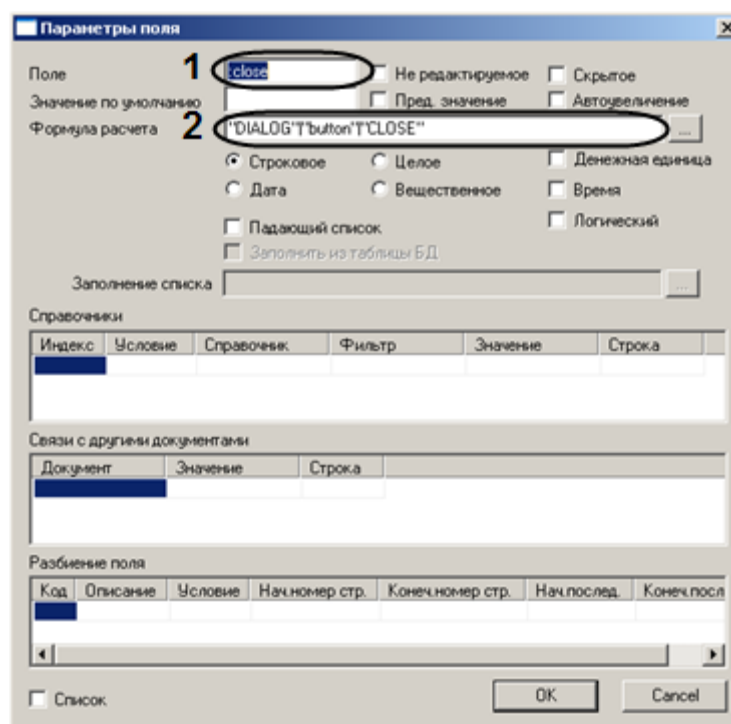 Параметры поля
Поле 1 :close Не редактируемое Скрытое
Значение по умолчанию Пред. значение Автоувеличение
Формула расчета 2 "DIALOG"|"button"|"CLOSE"' ...
Строковое Целое Денежная единица
Дата Вещественное Время
Падающий список Логический
Заполнить из таблицы БД
Заполнение списка ...
Справочники
Индекс Условие Справочник Фильтр Значение Строка
Связи с другими документами
Документ Значение Строка
Разбиение поля
Код Описание Условие Нач.номер стр. Конеч.номер стр. Нач.послед. Конеч.посл
Список OK Cancel